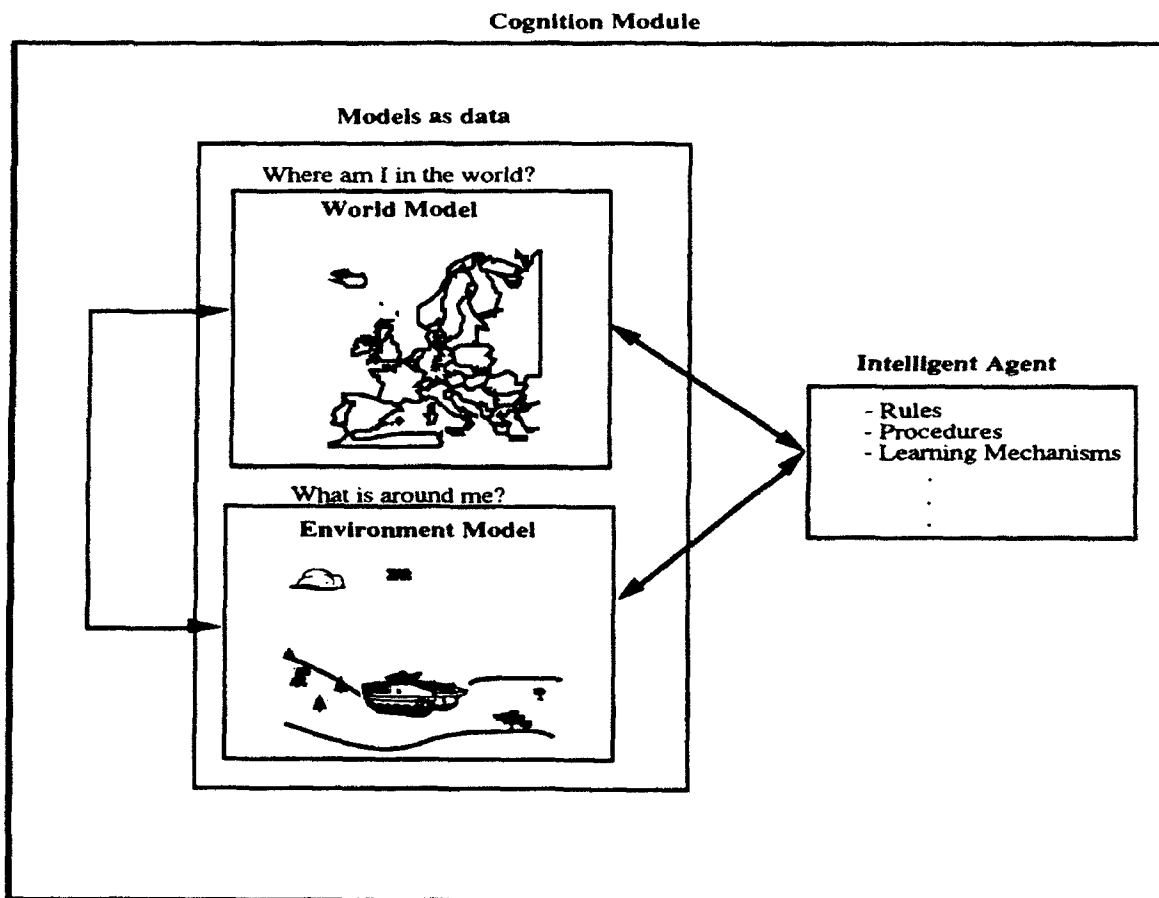 Cognition Module
Models as data
Where am I in the world?
World Model
What is around me?
Environment Model
Intelligent Agent
- Rules
- Procedures
- Learning Mechanisms
.
.
.